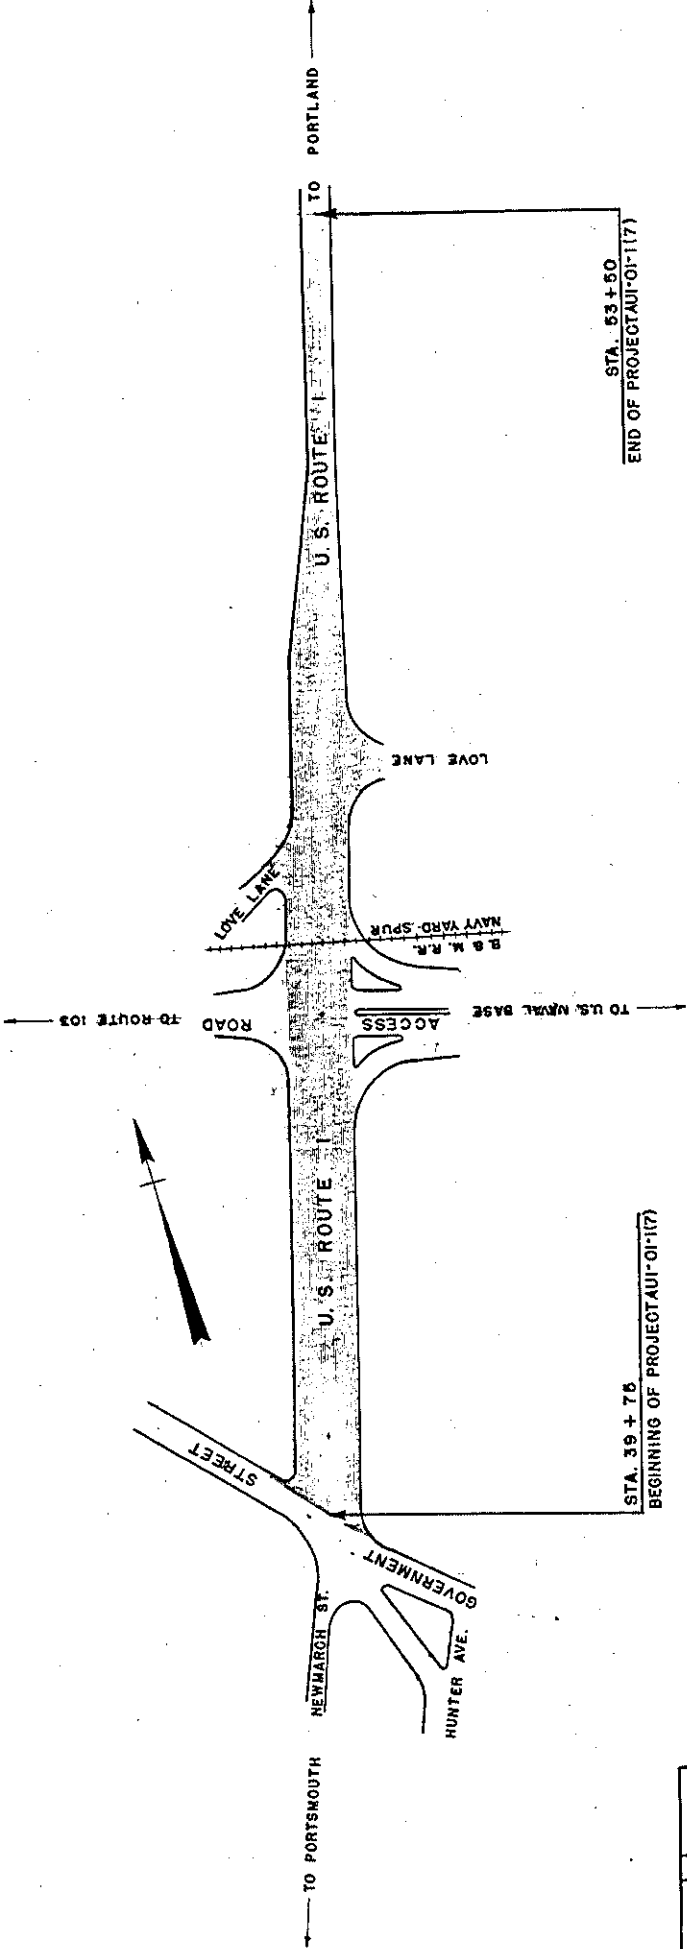 TO PORTLAND
STA. 53+50
END OF PROJECT AUI-01-1(7)
U. S. ROUTE 1
LOVE LANE
LOVE LANE
NAVY YARD SPUR
B. & M. R.R.
TO ROUTE 103
ROAD
ACCESS
TO U.S. NAVAL BASE
U. S. ROUTE 1
STA. 39+75
BEGINNING OF PROJECT AUI-01-1(7)
STREET
GOVERNMENT
NEWMARCH ST.
HUNTER AVE.
TO PORTSMOUTH